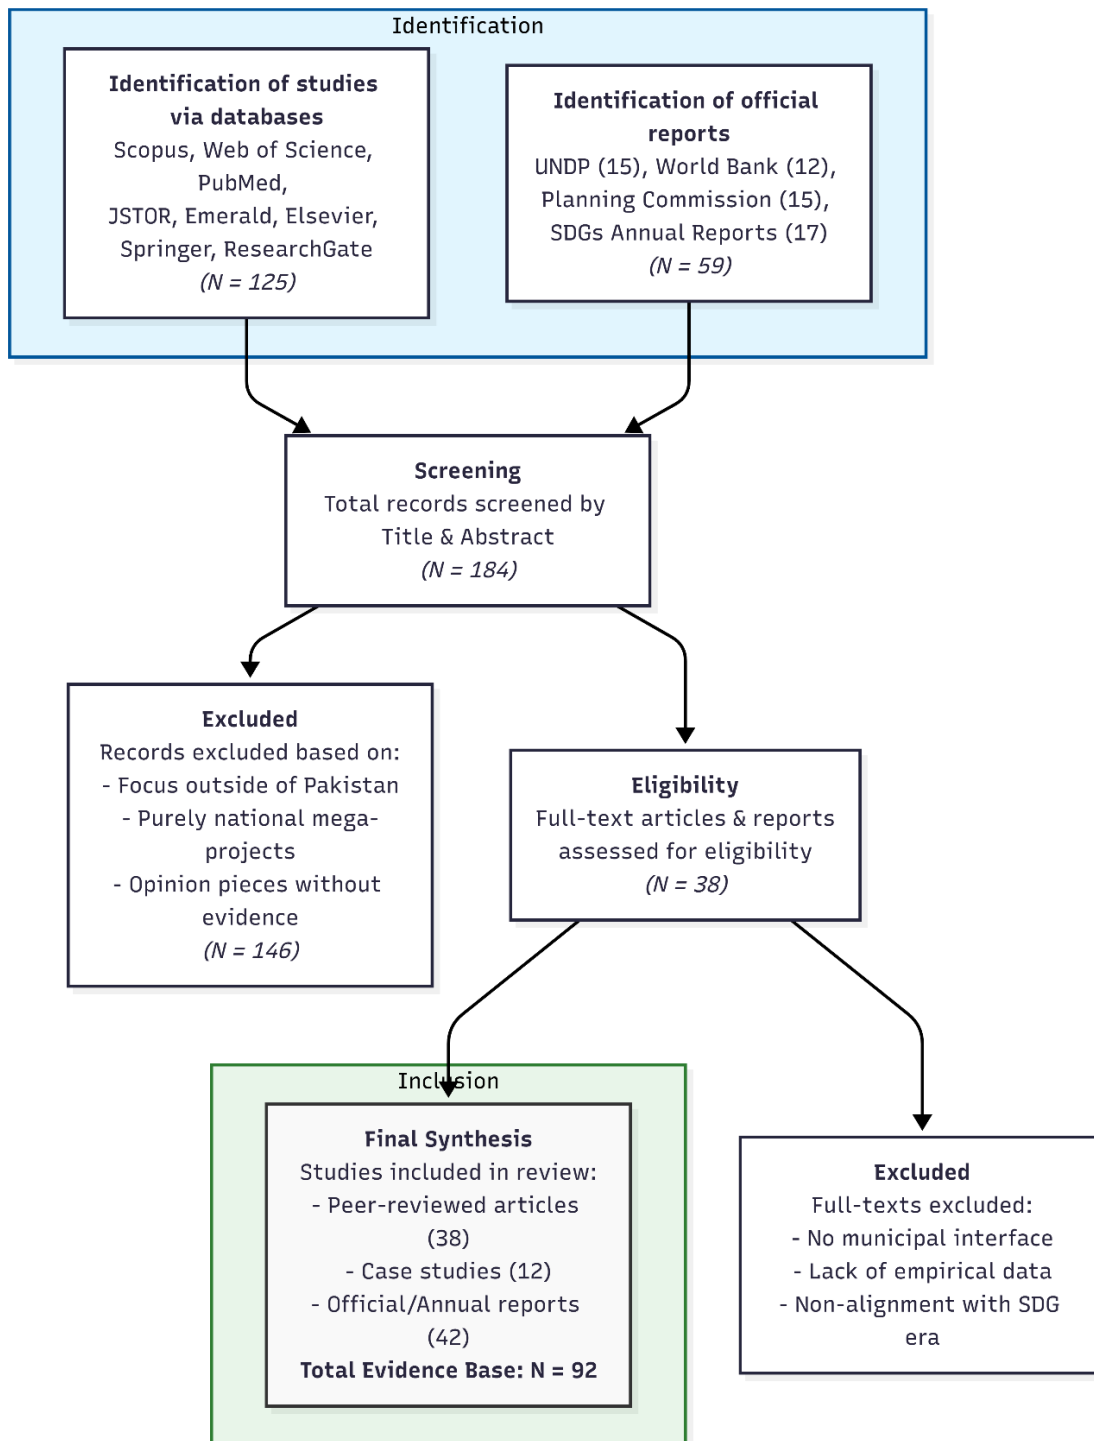 Identification
Identification of studies
via databases
Scopus, Web of Science,
PubMed,
JSTOR, Emerald, Elsevier,
Springer, ResearchGate
(N = 125)
Identification of official
reports
UNDP (15), World Bank (12),
Planning Commission (15),
SDGs Annual Reports (17)
(N = 59)
Screening
Total records screened by
Title & Abstract
(N = 184)
Excluded
Records excluded based on:
- Focus outside of Pakistan
- Purely national mega-
projects
- Opinion pieces without
evidence
(N = 146)
Eligibility
Full-text articles & reports
assessed for eligibility
(N = 38)
Inclusion
Final Synthesis
Studies included in review:
- Peer-reviewed articles
(38)
- Case studies (12)
- Official/Annual reports
(42)
Total Evidence Base: N = 92
Excluded
Full-texts excluded:
- No municipal interface
- Lack of empirical data
- Non-alignment with SDG
era